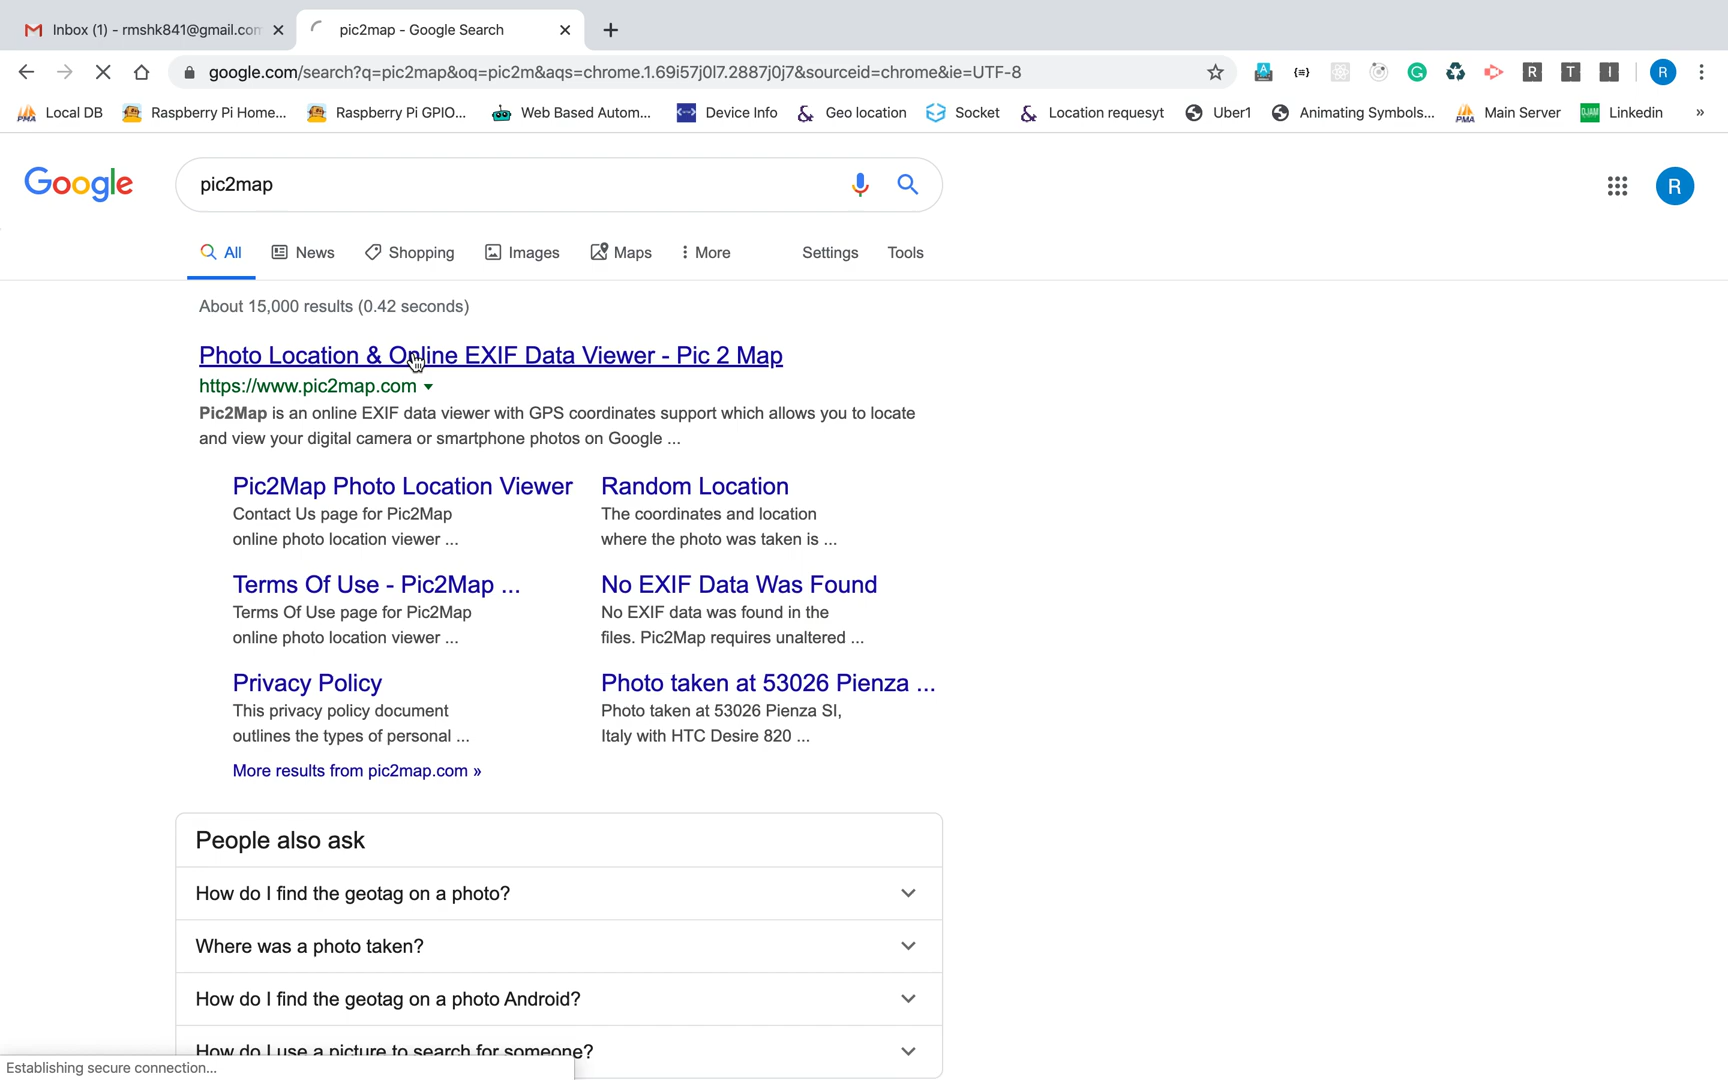 Inbox (1) - rmshk841@gmail.com
pic2map - Google Search
google.com/search?q=pic2map&oq=pic2m&aqs=chrome.1.69i57j0l7.2887j0j7&sourceid=chrome&ie=UTF-8
Local DB Raspberry Pi Home... Raspberry Pi GPIO... Web Based Autom... Device Info Geo location Socket Location requesyt Uber1 Animating Symbols... Main Server Linkedin »
Google
pic2map
R
All News Shopping Images Maps More Settings Tools
About 15,000 results (0.42 seconds)
Photo Location & Online EXIF Data Viewer - Pic 2 Map
https://www.pic2map.com
Pic2Map is an online EXIF data viewer with GPS coordinates support which allows you to locate
and view your digital camera or smartphone photos on Google ...
Pic2Map Photo Location Viewer
Contact Us page for Pic2Map
online photo location viewer ...
Random Location
The coordinates and location
where the photo was taken is ...
Terms Of Use - Pic2Map ...
Terms Of Use page for Pic2Map
online photo location viewer ...
No EXIF Data Was Found
No EXIF data was found in the
files. Pic2Map requires unaltered ...
Privacy Policy
This privacy policy document
outlines the types of personal ...
Photo taken at 53026 Pienza ...
Photo taken at 53026 Pienza SI,
Italy with HTC Desire 820 ...
More results from pic2map.com »
People also ask
How do I find the geotag on a photo?
Where was a photo taken?
How do I find the geotag on a photo Android?
How do I use a picture to search for someone?
Establishing secure connection...